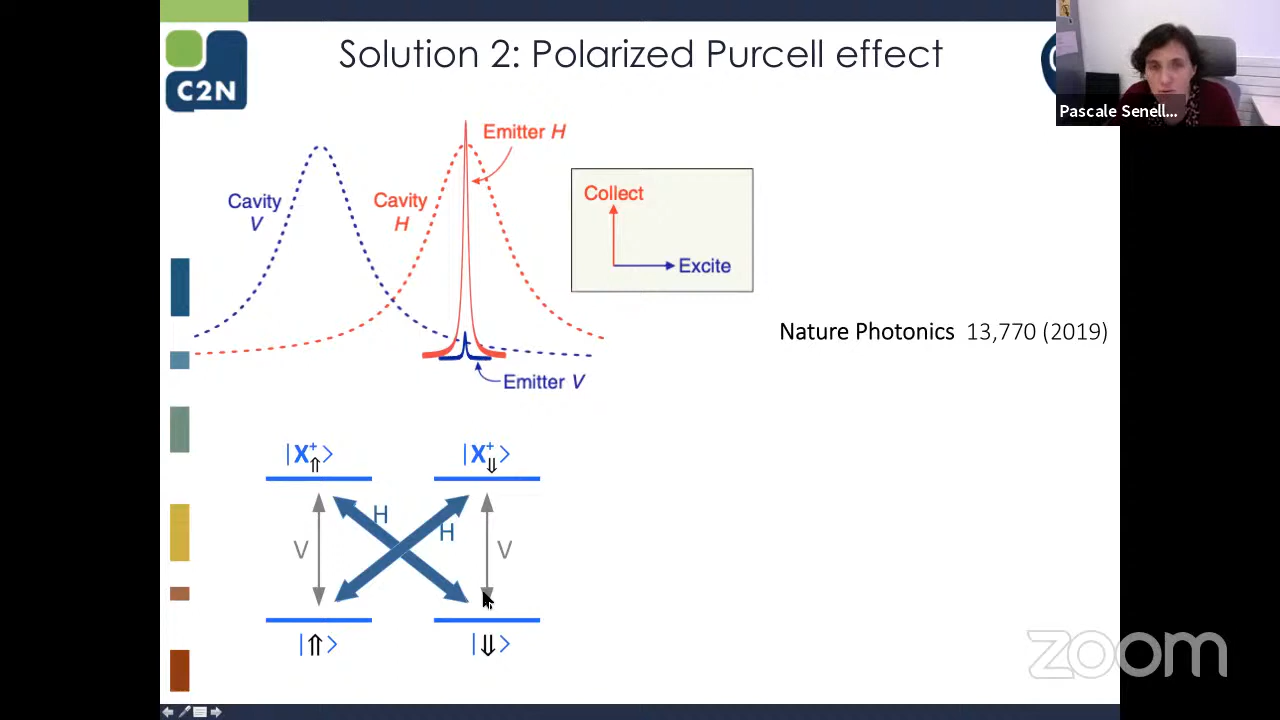 Solution 2: Polarized Purcell effect
C2N
Pascale Senell...
Emitter H
Cavity
V
Cavity
H
Collect
Excite
Emitter V
Nature Photonics 13,770 (2019)
|X⁺⇑>
|X⁺⇓>
H
H
V
V
|⇑>
|⇓>
zoom